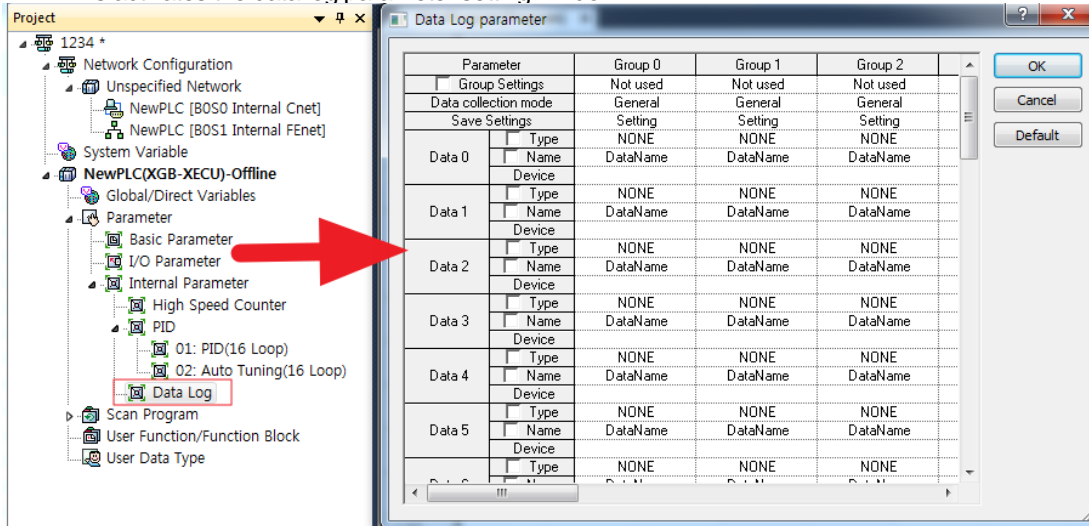 Project
1234 *
Network Configuration
Unspecified Network
NewPLC [B0S0 Internal Cnet]
NewPLC [B0S1 Internal FEnet]
System Variable
NewPLC(XGB-XECU)-Offline
Global/Direct Variables
Parameter
Basic Parameter
I/O Parameter
Internal Parameter
High Speed Counter
PID
01: PID(16 Loop)
02: Auto Tuning(16 Loop)
Data Log
Scan Program
User Function/Function Block
User Data Type
Data Log parameter
Parameter Group 0 Group 1 Group 2
Group Settings Not used Not used Not used
Data collection mode General General General
Save Settings Setting Setting Setting
Data 0 Type NONE NONE NONE
Name DataName DataName DataName
Device
Data 1 Type NONE NONE NONE
Name DataName DataName DataName
Device
Data 2 Type NONE NONE NONE
Name DataName DataName DataName
Device
Data 3 Type NONE NONE NONE
Name DataName DataName DataName
Device
Data 4 Type NONE NONE NONE
Name DataName DataName DataName
Device
Data 5 Type NONE NONE NONE
Name DataName DataName DataName
Device
Type NONE NONE NONE
OK
Cancel
Default